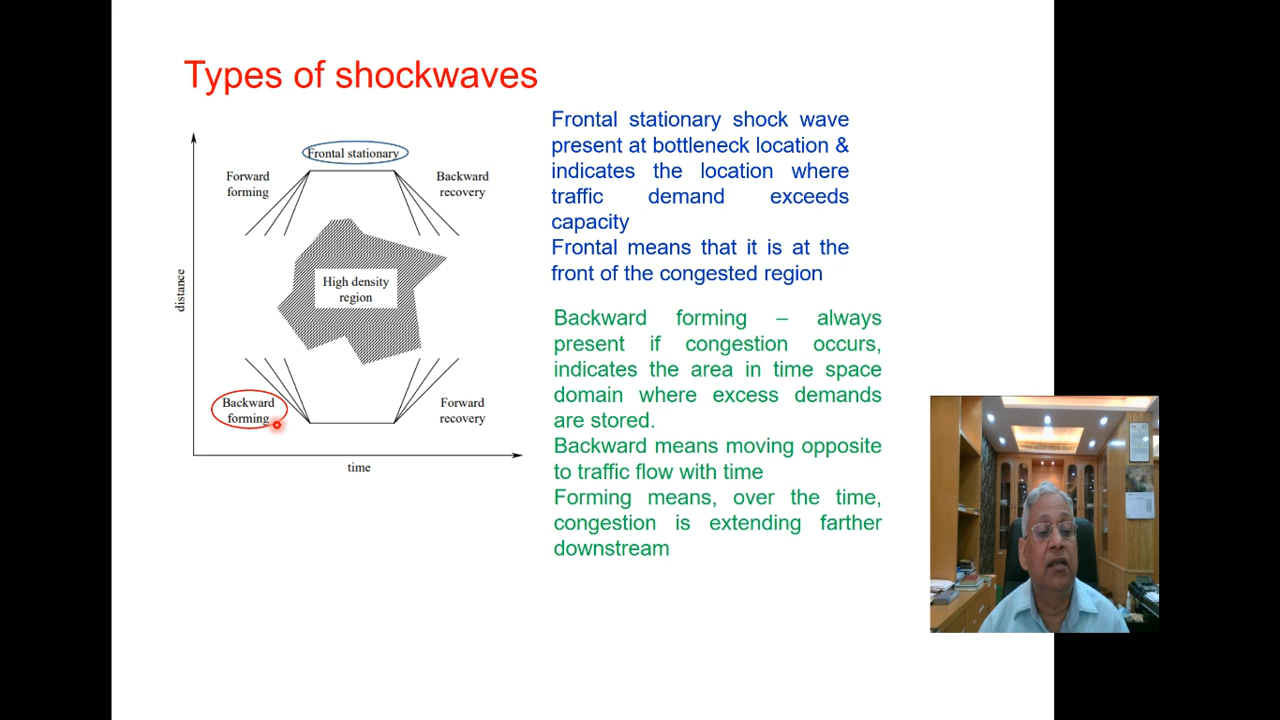 Types of shockwaves
Frontal stationary
Forward
forming
Backward
recovery
High density
region
distance
Backward
forming
Forward
recovery
time
Frontal stationary shock wave
present at bottleneck location &
indicates the location where
traffic demand exceeds
capacity
Frontal means that it is at the
front of the congested region
Backward forming – always
present if congestion occurs,
indicates the area in time space
domain where excess demands
are stored.
Backward means moving opposite
to traffic flow with time
Forming means, over the time,
congestion is extending farther
downstream